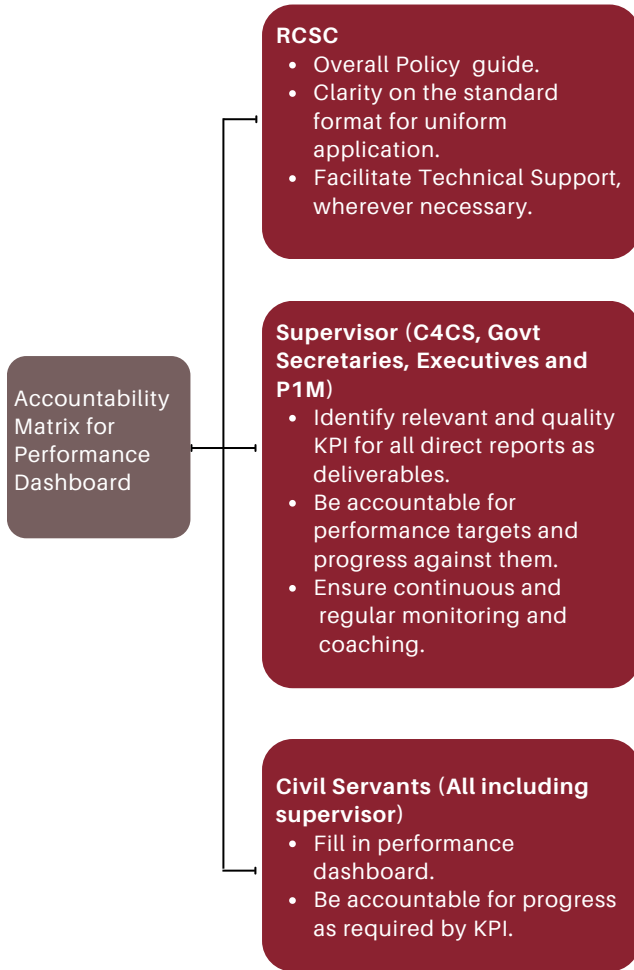 RCSC
• Overall Policy guide.
• Clarity on the standard
format for uniform
application.
• Facilitate Technical Support,
wherever necessary.
Accountability
Matrix for
Performance
Dashboard
Supervisor (C4CS, Govt
Secretaries, Executives and
P1M)
• Identify relevant and quality
KPI for all direct reports as
deliverables.
• Be accountable for
performance targets and
progress against them.
• Ensure continuous and
regular monitoring and
coaching.
Civil Servants (All including
supervisor)
• Fill in performance
dashboard.
• Be accountable for progress
as required by KPI.